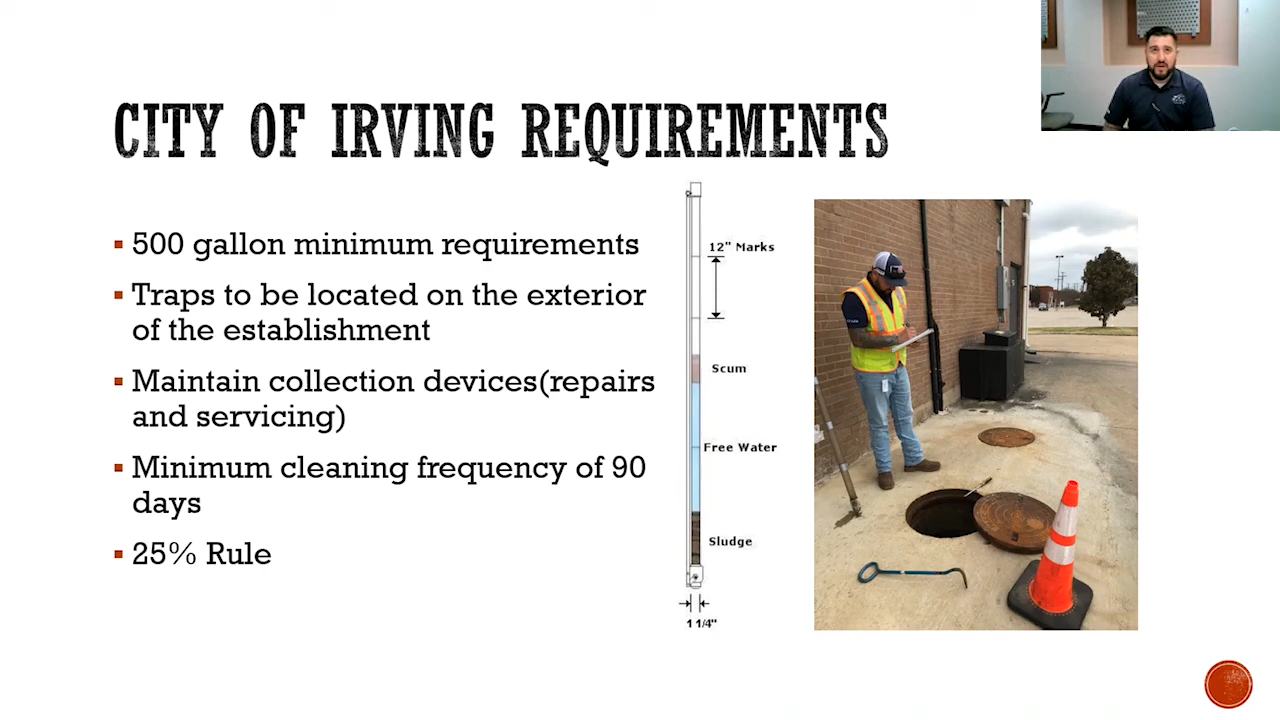 CITY OF IRVING REQUIREMENTS
500 gallon minimum requirements
Traps to be located on the exterior
of the establishment
Maintain collection devices(repairs
and servicing)
Minimum cleaning frequency of 90
days
25% Rule
12" Marks
Scum
Free Water
Sludge
1 1/4"